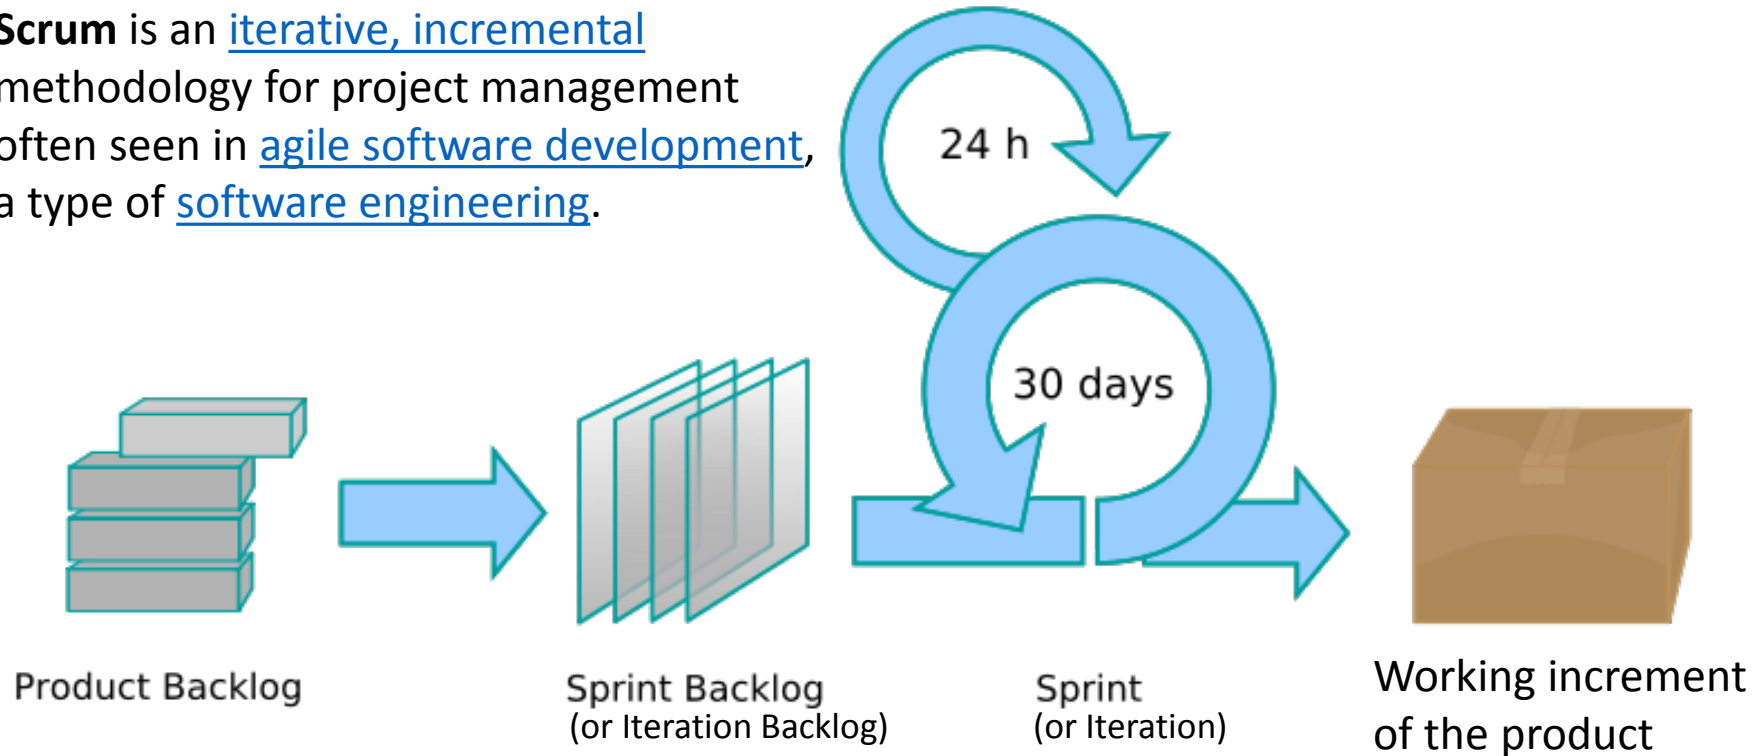 Scrum is an iterative, incremental
methodology for project management
often seen in agile software development,
a type of software engineering.
24 h
30 days
Product Backlog
Sprint Backlog
(or Iteration Backlog)
Sprint
(or Iteration)
Working increment
of the product